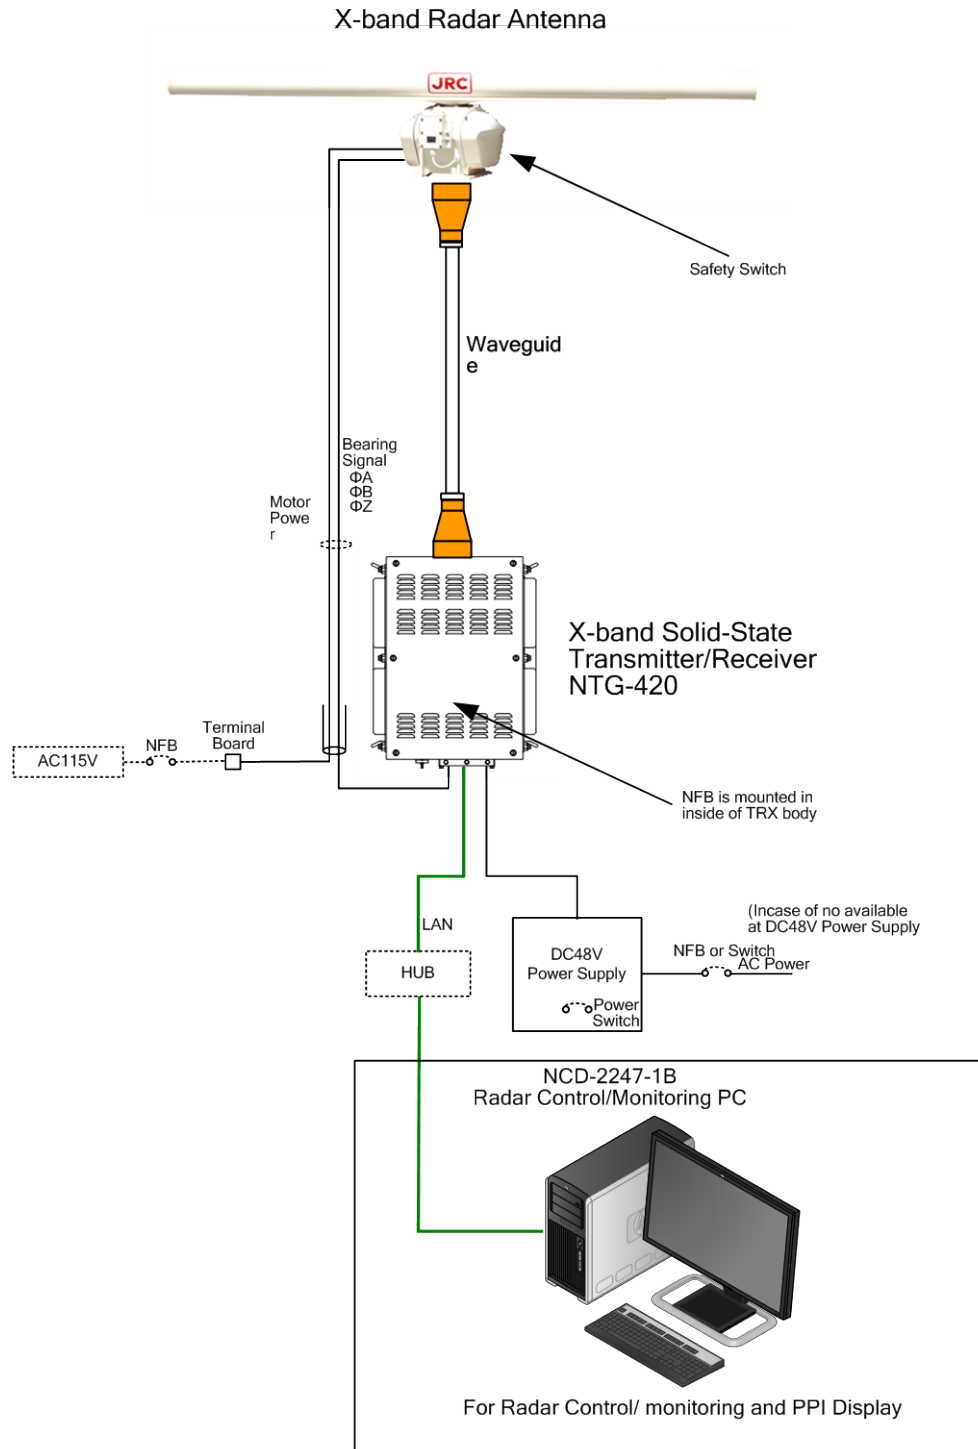 X-band Radar Antenna
JRC
Safety Switch
Waveguid
e
Bearing
Signal
ΦA
ΦB
ΦZ
Motor
Powe
r
X-band Solid-State
Transmitter/Receiver
NTG-420
Terminal
Board
NFB
AC115V
NFB is mounted in
inside of TRX body
LAN
HUB
(Incase of no available
at DC48V Power Supply
NFB or Switch
AC Power
DC48V
Power Supply
Power
Switch
NCD-2247-1B
Radar Control/Monitoring PC
For Radar Control/ monitoring and PPI Display